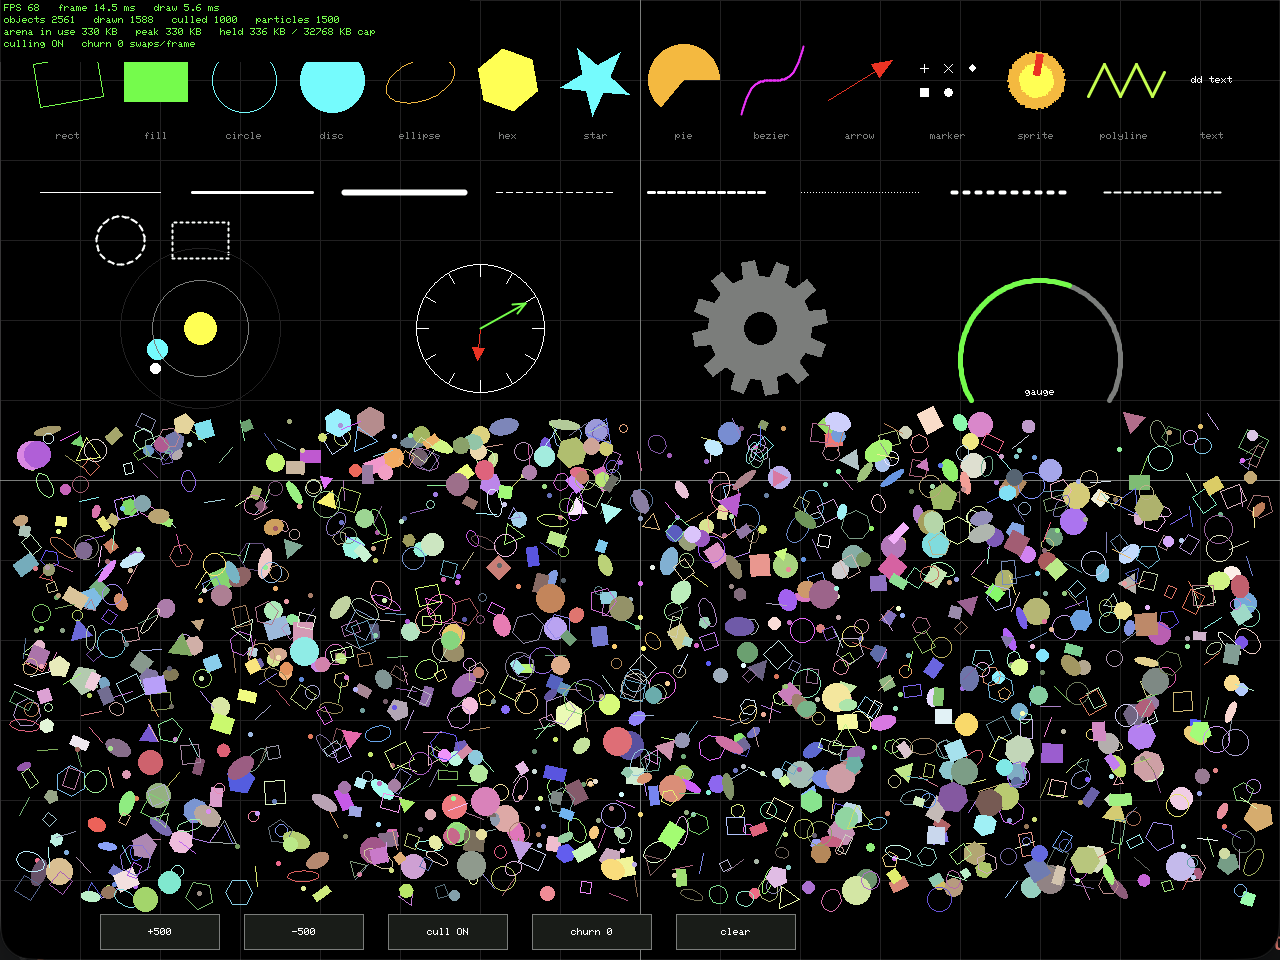 FPS 68 frame 14.5 ms draw 5.6 ms
objects 2561 drawn 1588 culled 1000 particles 1500
arena in use 330 KB peak 330 KB held 336 KB / 32768 KB cap
culling ON churn 0 swaps/frame
dd text
rect fill circle disc ellipse hex star pie bezier arrow marker sprite polyline text
gauge
+500 -500 cull ON churn 0 clear